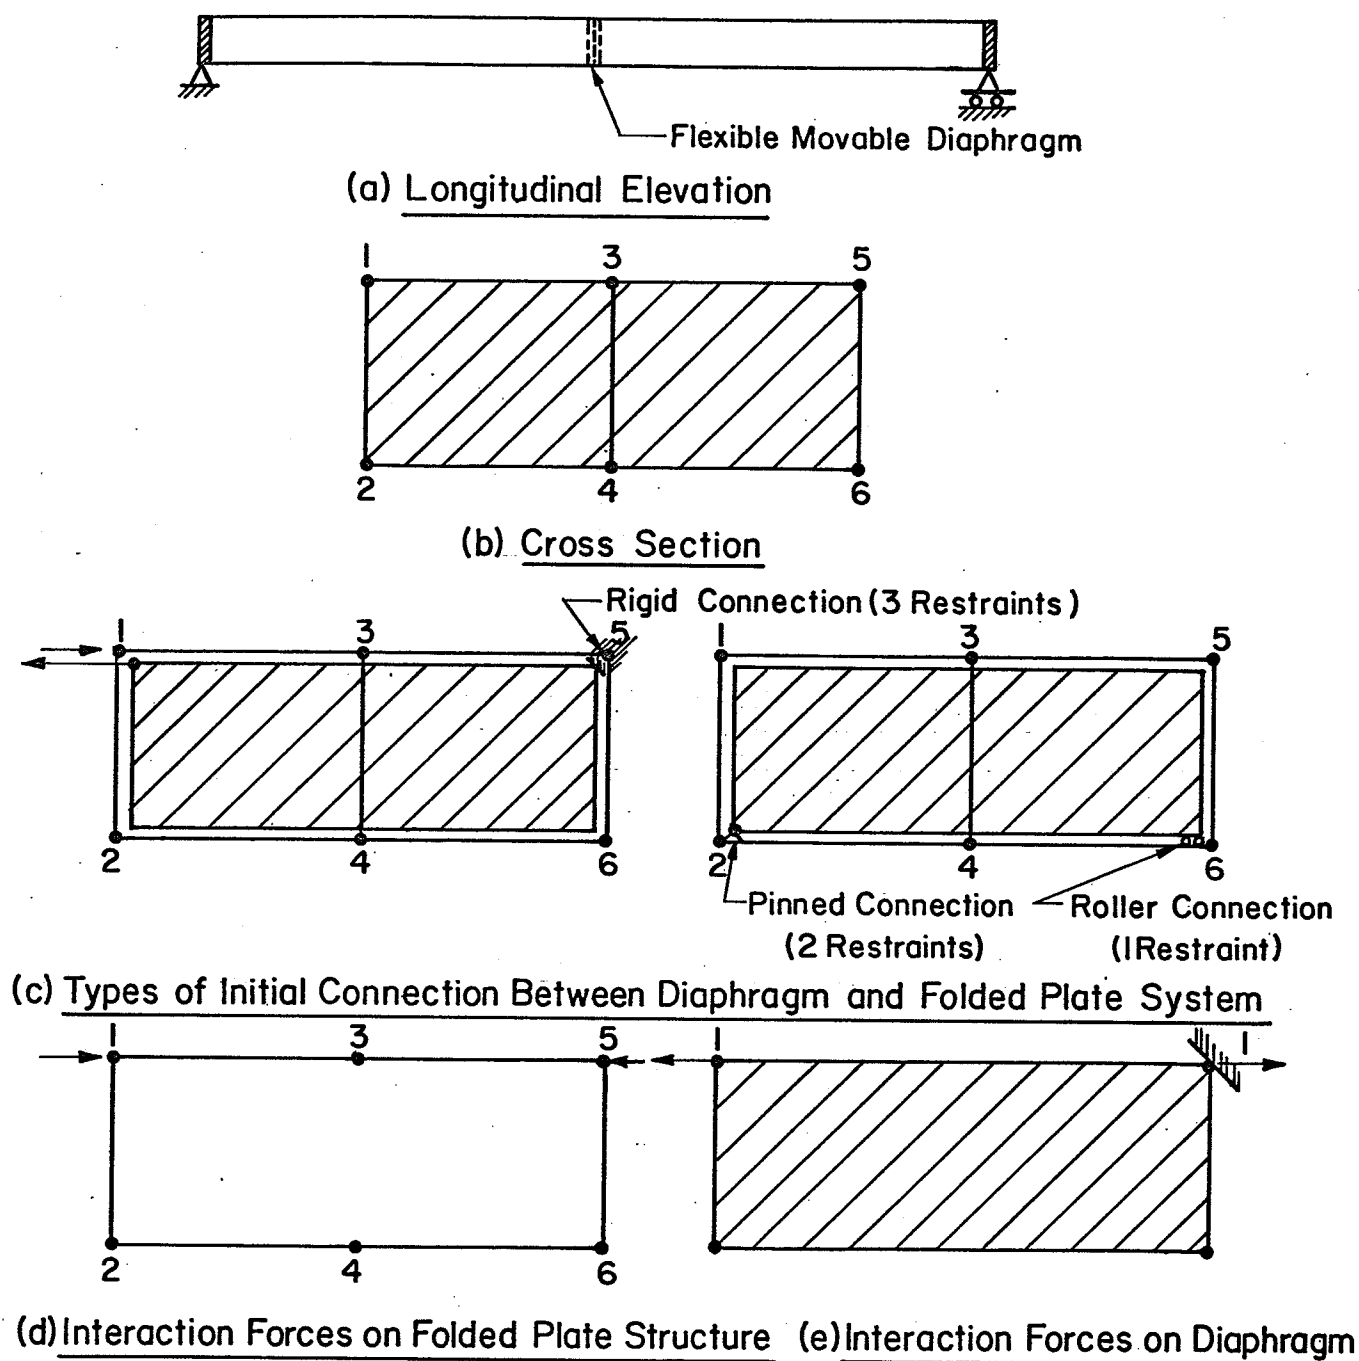 Flexible Movable Diaphragm
(a) Longitudinal Elevation
1 3 5
2 4 6
(b) Cross Section
Rigid Connection (3 Restraints)
1 3 5 1 3 5
2 4 6 2 4 6
Pinned Connection Roller Connection
(2 Restraints) (1 Restraint)
(c) Types of Initial Connection Between Diaphragm and Folded Plate System
1 3 5 1 1
2 4 6
(d) Interaction Forces on Folded Plate Structure (e) Interaction Forces on Diaphragm